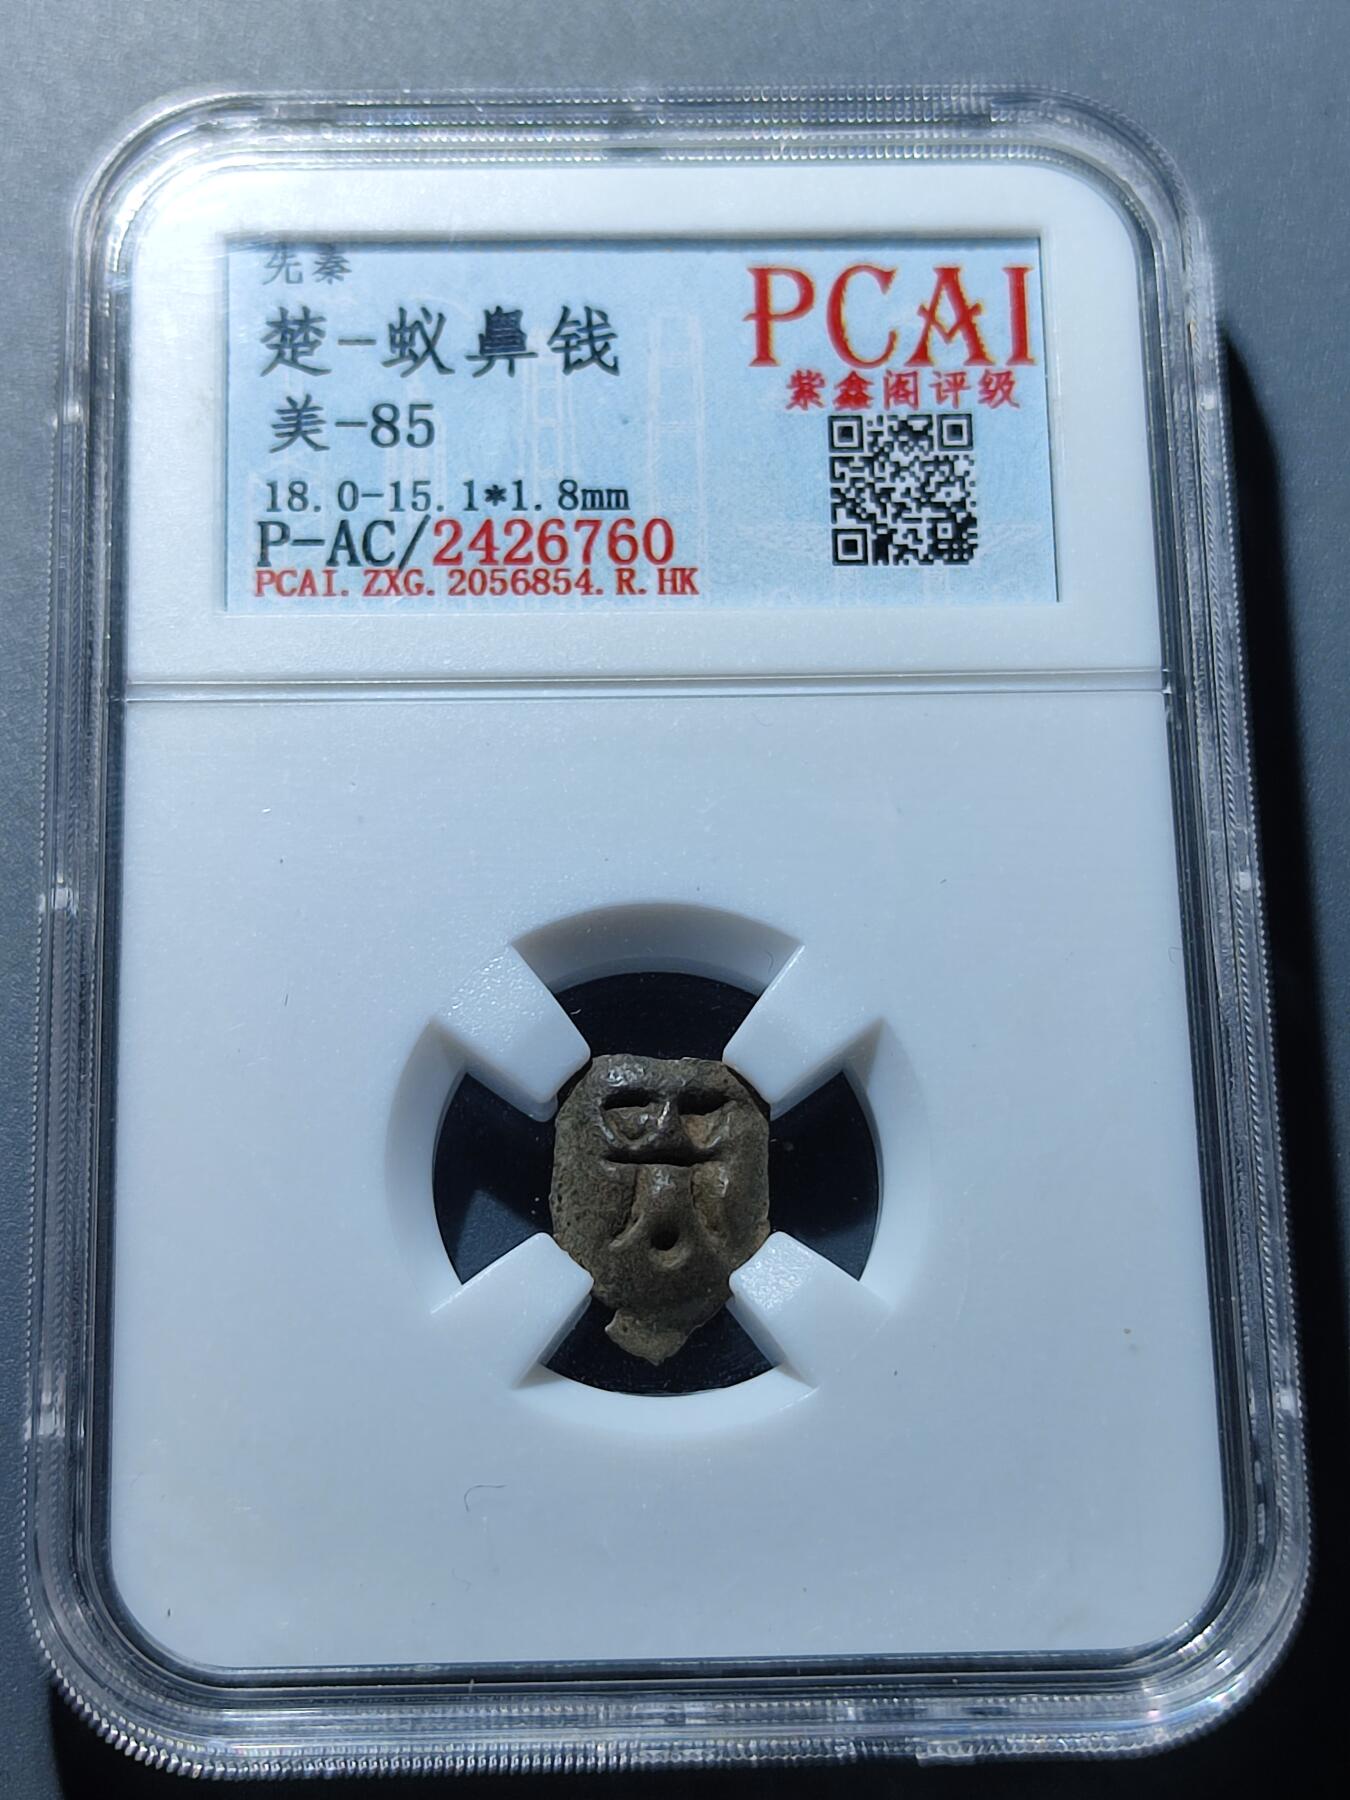 先秦
楚-蚁鼻钱
美-85
18.0-15.1*1.8mm
P-AC/2426760
PCAI. ZXG. 2056854. R. HK
PCAI
紫鑫阁评级